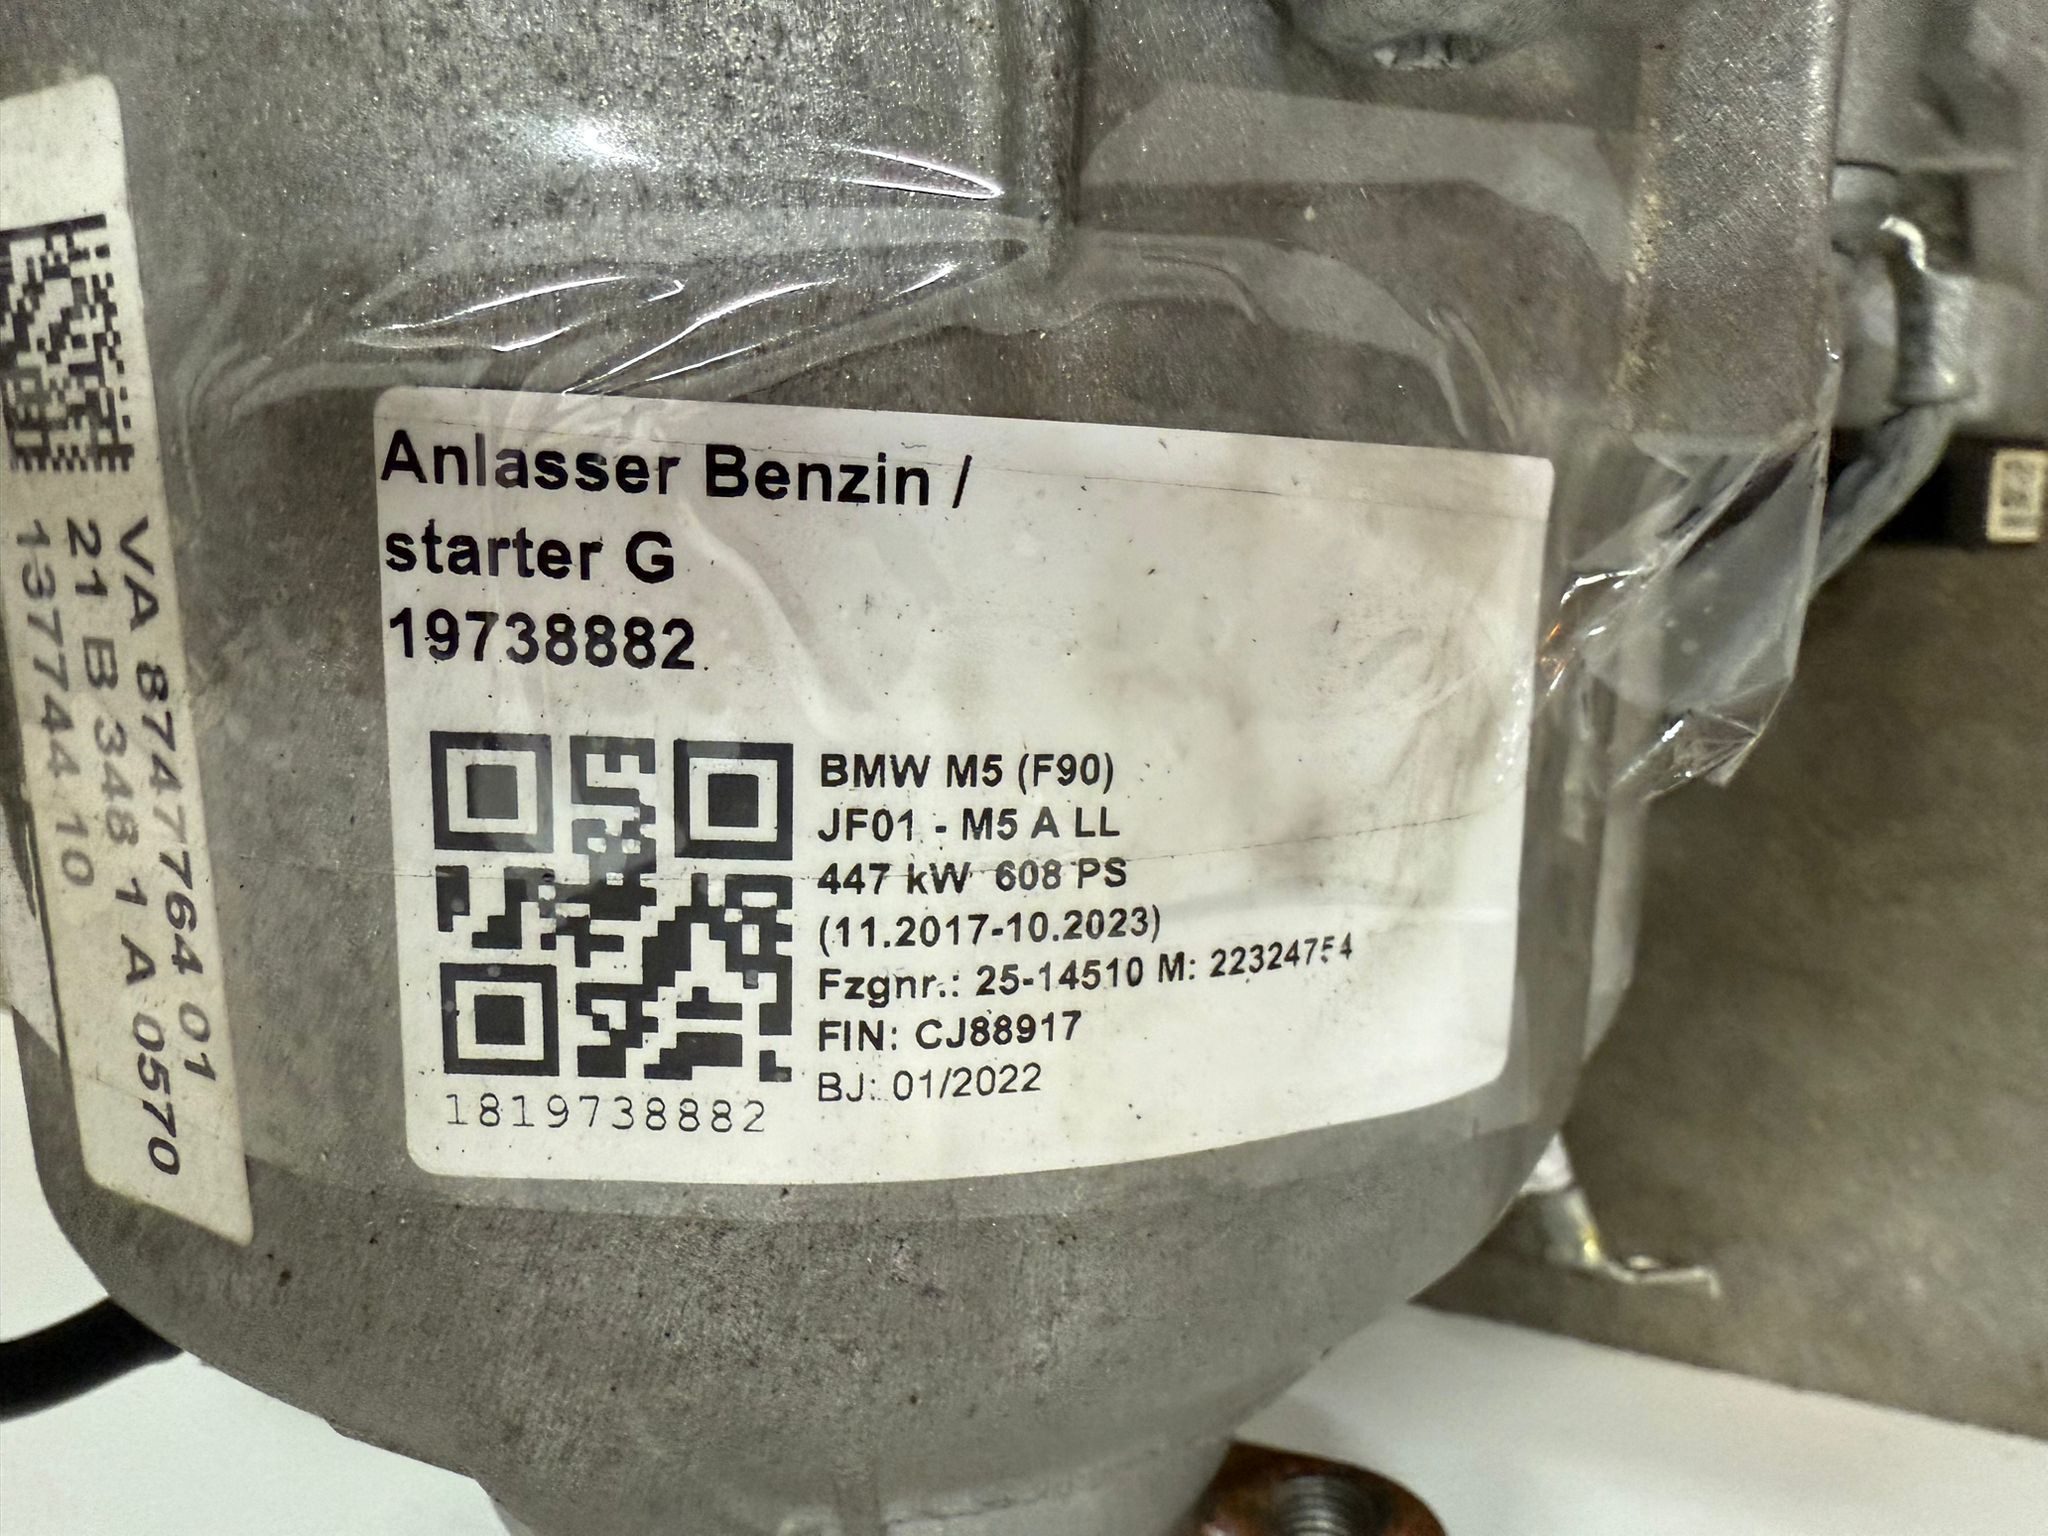 VA 8747764 01
21 B 348 1 A 0570
137744 10
Anlasser Benzin /
starter G
19738882
BMW M5 (F90)
JF01 - M5 A LL
447 kW 608 PS
(11.2017-10.2023)
Fzgnr.: 25-14510 M: 22324754
FIN: CJ88917
BJ: 01/2022
1819738882